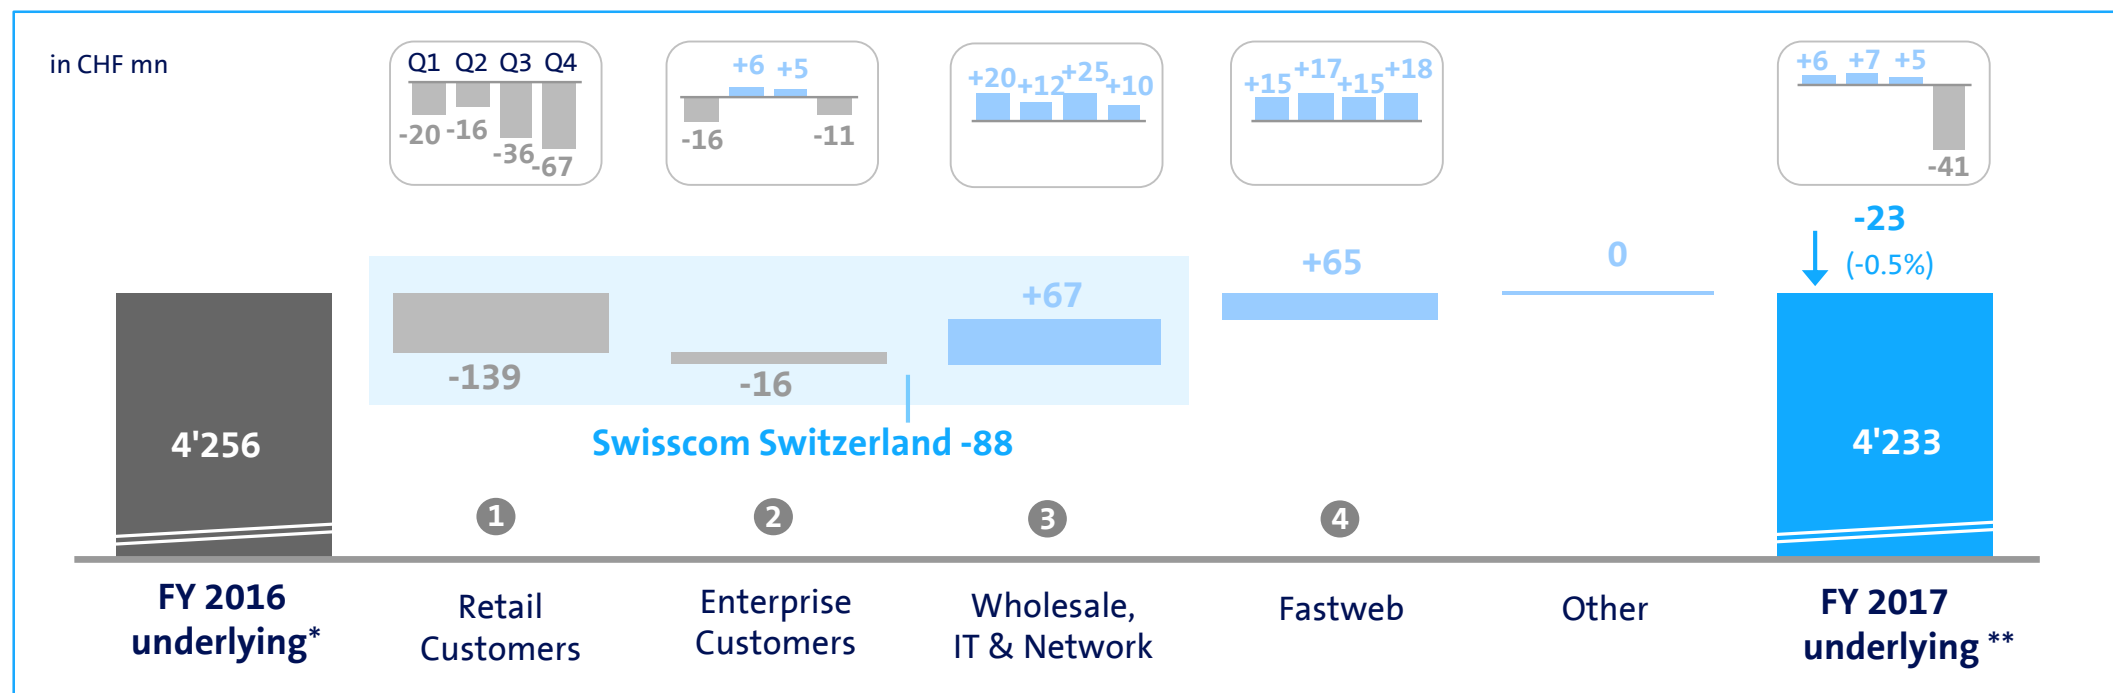 in CHF mn
Q1 Q2 Q3 Q4
-20 -16 -36 -67
+6 +5
-16 -11
+20 +12 +25 +10
+15 +17 +15 +18
+6 +7 +5
-41
-23
(-0.5%)
+65
0
+67
-139
-16
Swisscom Switzerland -88
4'256
4'233
1 2 3 4
FY 2016
underlying*
Retail
Customers
Enterprise
Customers
Wholesale,
IT & Network
Fastweb
Other
FY 2017
underlying **